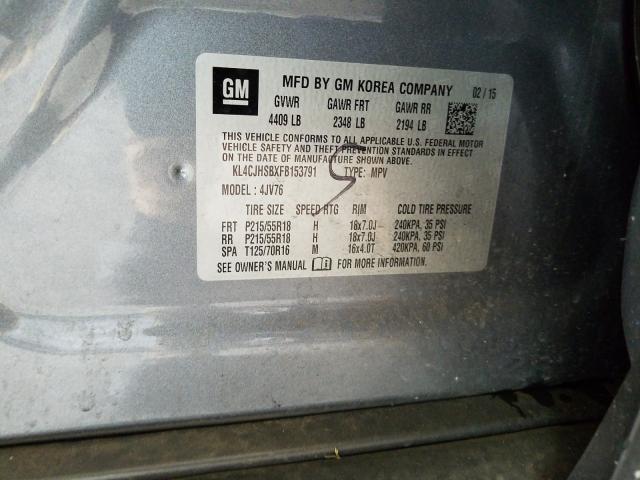 GM MFD BY GM KOREA COMPANY 02 / 15
GVWR GAWR FRT GAWR RR
4409 LB 2348 LB 2194 LB
THIS VEHICLE CONFORMS TO ALL APPLICABLE U.S. FEDERAL MOTOR
VEHICLE SAFETY AND THEFT PREVENTION STANDARDS IN EFFECT
ON THE DATE OF MANUFACTURE SHOWN ABOVE.
KL4CJHSBXFB153791 TYPE: MPV
MODEL: 4JV76
TIRE SIZE SPEED RTG RIM COLD TIRE PRESSURE
FRT P215/55R18 H 18x7.0J 240KPA, 35 PSI
RR P215/55R18 H 18x7.0J 240KPA, 35 PSI
SPA T125/70R16 M 16x4.0T 420KPA, 60 PSI
SEE OWNER'S MANUAL FOR MORE INFORMATION.